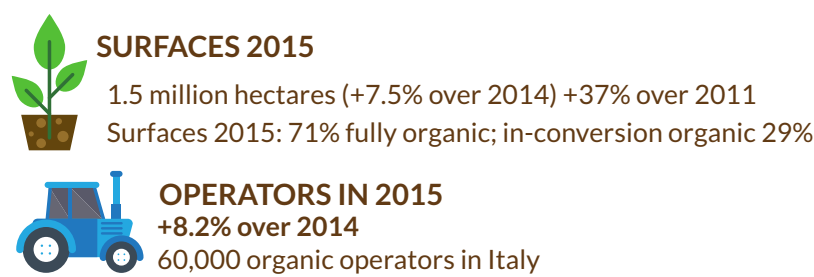 SURFACES 2015
1.5 million hectares (+7.5% over 2014) +37% over 2011
Surfaces 2015: 71% fully organic; in-conversion organic 29%
OPERATORS IN 2015
+8.2% over 2014
60,000 organic operators in Italy